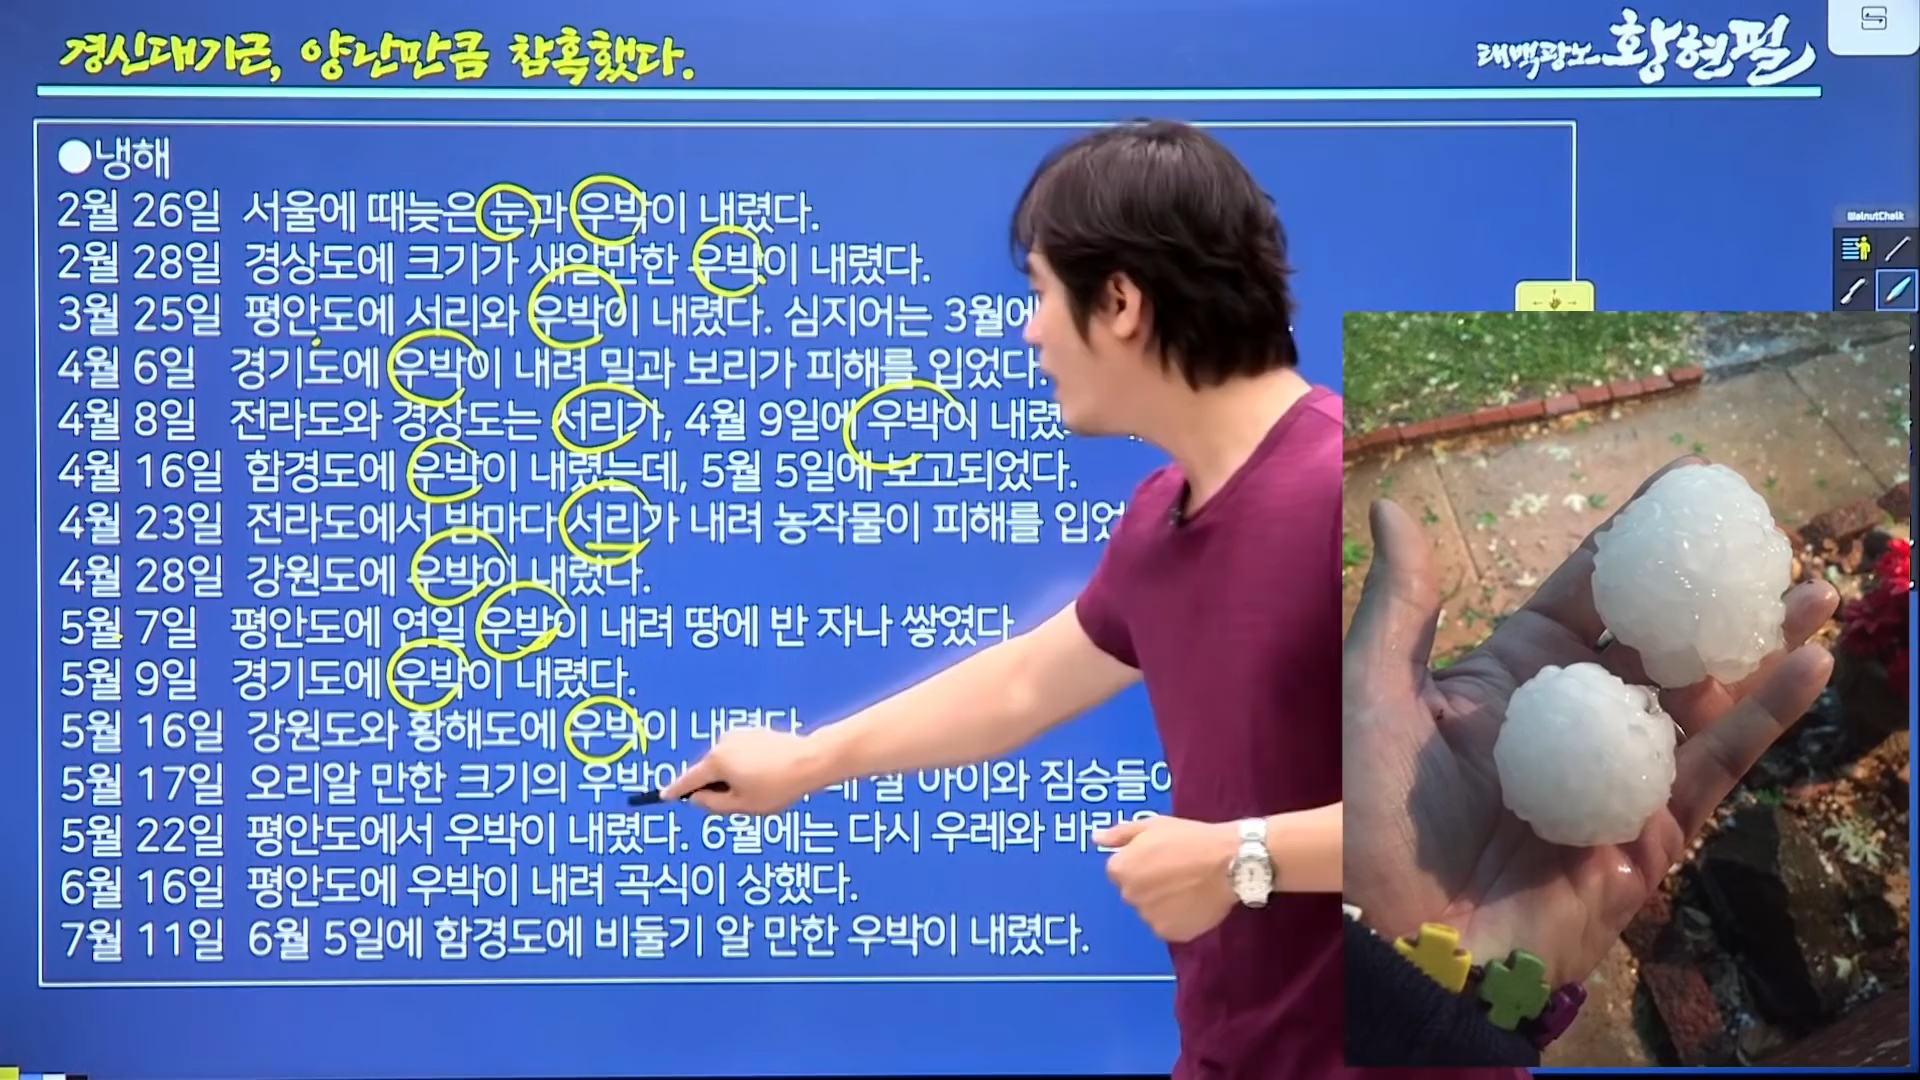 경신대기근, 양난만큼 참혹했다.
태백광노 황현필
●냉해
2월 26일 서울에 때늦은 눈과 우박이 내렸다.
2월 28일 경상도에 크기가 새알만한 우박이 내렸다.
3월 25일 평안도에 서리와 우박이 내렸다. 심지어는 3월에
4월 6일 경기도에 우박이 내려 밀과 보리가 피해를 입었다.
4월 8일 전라도와 경상도는 서리가, 4월 9일에 우박이 내렸
4월 16일 함경도에 우박이 내렸는데, 5월 5일에 보고되었다.
4월 23일 전라도에서 밤마다 서리가 내려 농작물이 피해를 입었
4월 28일 강원도에 우박이 내렸다.
5월 7일 평안도에 연일 우박이 내려 땅에 반 자나 쌓였다
5월 9일 경기도에 우박이 내렸다.
5월 16일 강원도와 황해도에 우박이 내렸다
5월 17일 오리알 만한 크기의 우박이 살 아이와 짐승들이
5월 22일 평안도에서 우박이 내렸다. 6월에는 다시 우레와 바람을
6월 16일 평안도에 우박이 내려 곡식이 상했다.
7월 11일 6월 5일에 함경도에 비둘기 알 만한 우박이 내렸다.
WalnutChalk